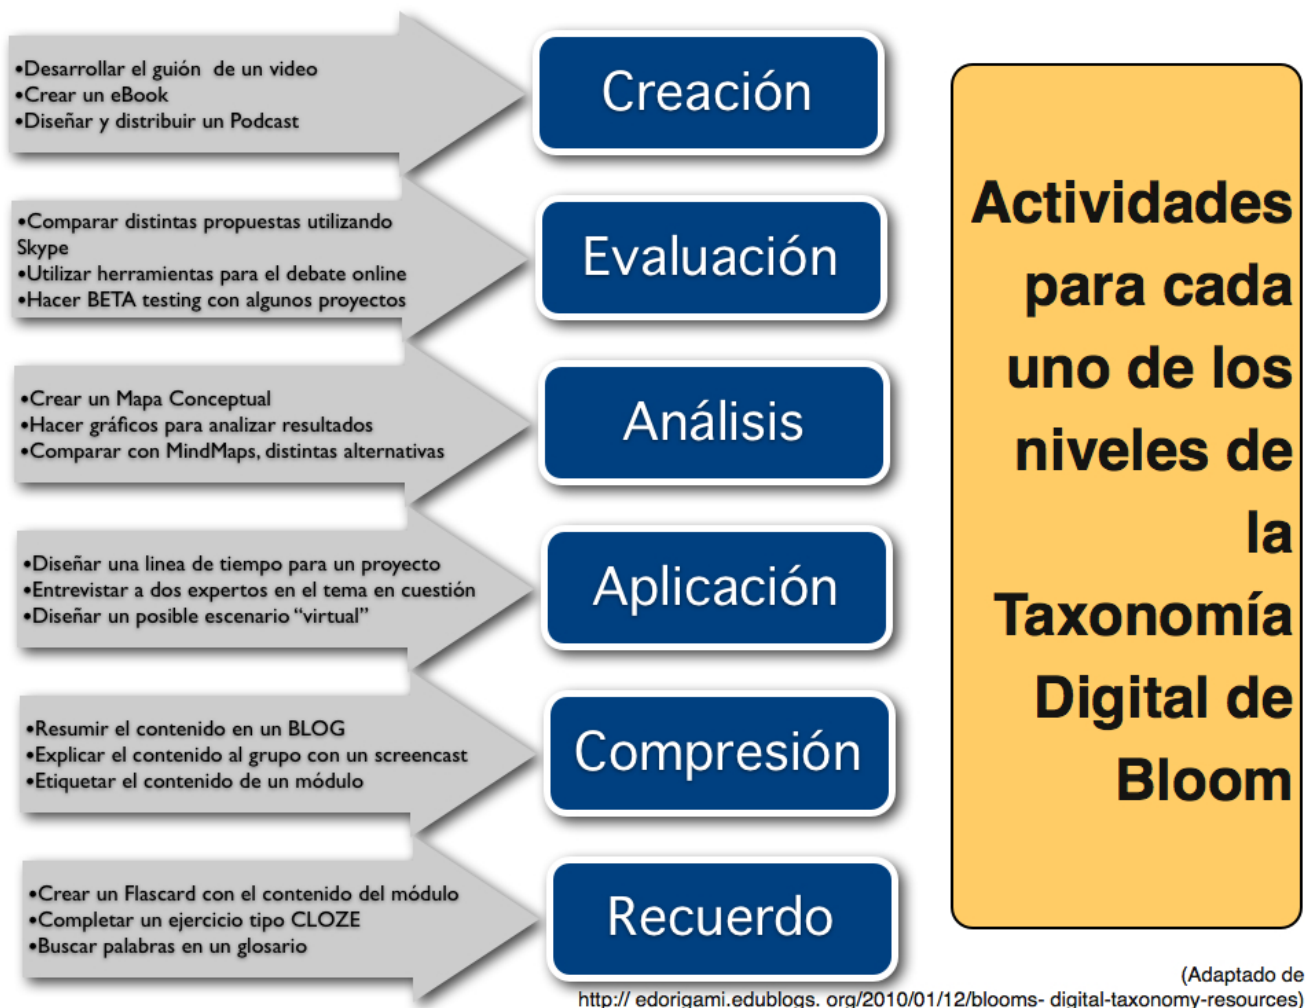 •Desarrollar el guión de un video
•Crear un eBook
•Diseñar y distribuir un Podcast
Creación
•Comparar distintas propuestas utilizando
Skype
•Utilizar herramientas para el debate online
•Hacer BETA testing con algunos proyectos
Evaluación
•Crear un Mapa Conceptual
•Hacer gráficos para analizar resultados
•Comparar con MindMaps, distintas alternativas
Análisis
•Diseñar una linea de tiempo para un proyecto
•Entrevistar a dos expertos en el tema en cuestión
•Diseñar un posible escenario “virtual”
Aplicación
•Resumir el contenido en un BLOG
•Explicar el contenido al grupo con un screencast
•Etiquetar el contenido de un módulo
Compresión
•Crear un Flascard con el contenido del módulo
•Completar un ejercicio tipo CLOZE
•Buscar palabras en un glosario
Recuerdo
Actividades
para cada
uno de los
niveles de
la
Taxonomía
Digital de
Bloom
(Adaptado de
http:// edorigami.edublogs. org/2010/01/12/blooms- digital-taxonomy-resources)